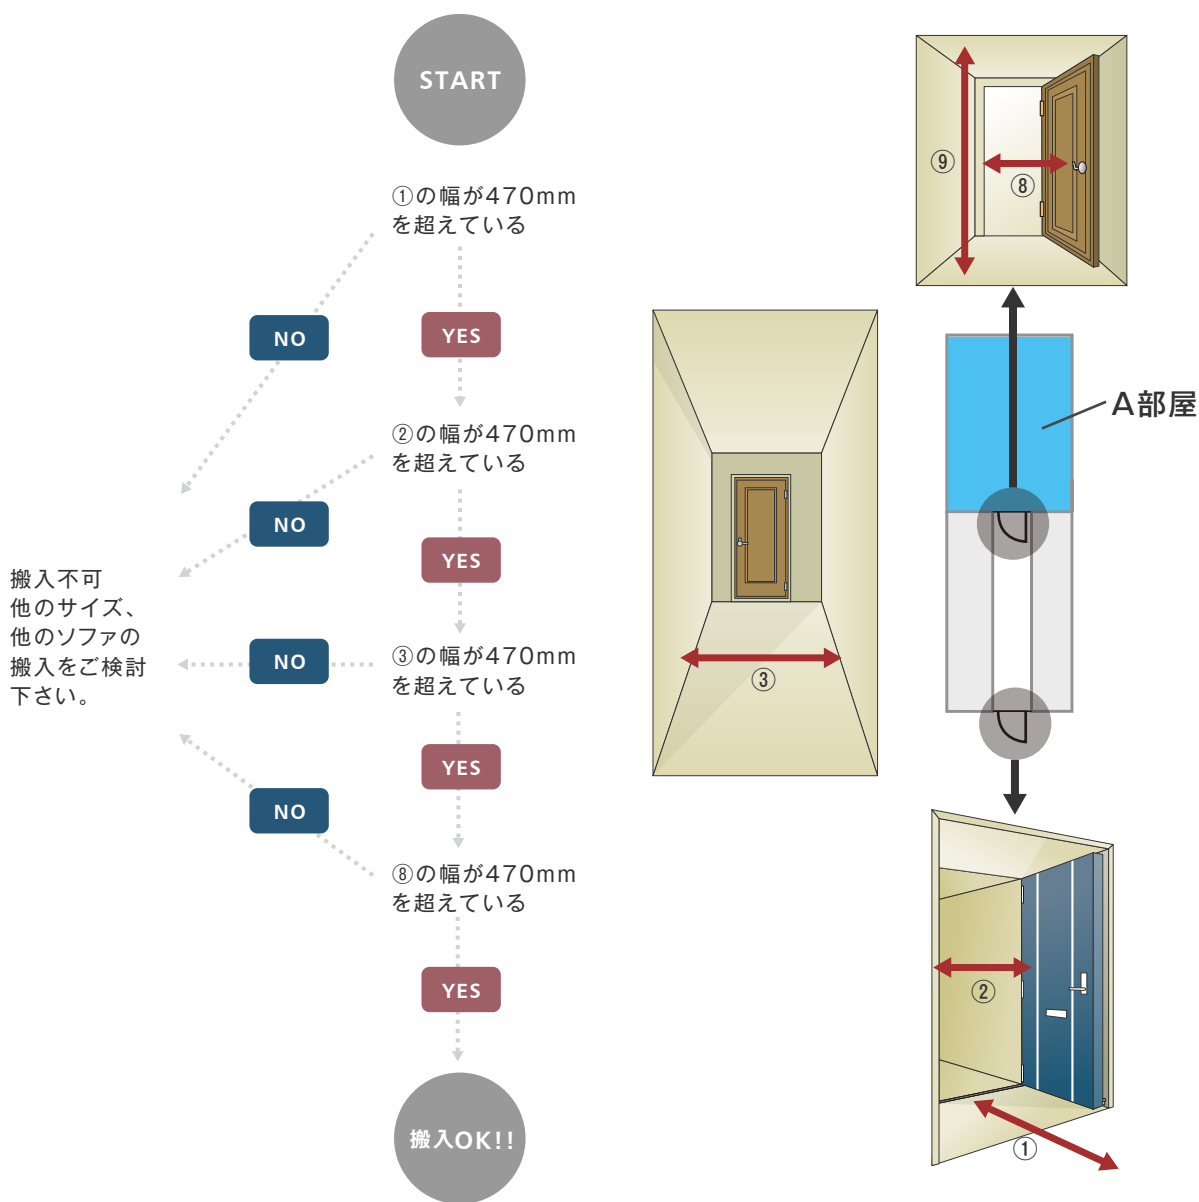 START
①の幅が470mm
を超えている
NO
YES
②の幅が470mm
を超えている
NO
YES
搬入不可
他のサイズ、
他のソファの
搬入をご検討
下さい。
③の幅が470mm
を超えている
NO
YES
NO
⑧の幅が470mm
を超えている
YES
搬入OK!!
③
⑨
⑧
A部屋
②
①